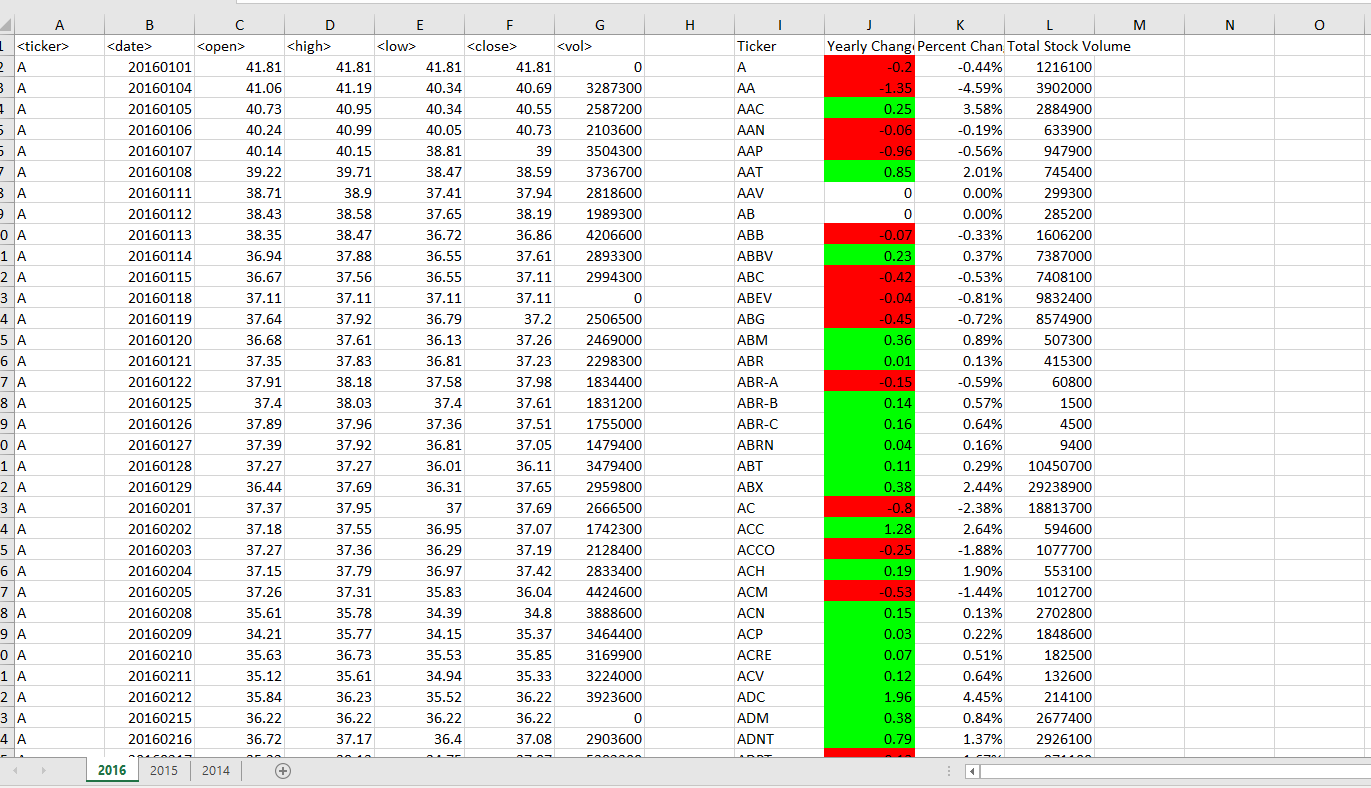 A B C D E F G H I J K L M N O
1 <ticker> <date> <open> <high> <low> <close> <vol> Ticker Yearly Chang Percent Chan Total Stock Volume
2 A 20160101 41.81 41.81 41.81 41.81 0 A -0.2 -0.44% 1216100
3 A 20160104 41.06 41.19 40.34 40.69 3287300 AA -1.35 -4.59% 3902000
4 A 20160105 40.73 40.95 40.34 40.55 2587200 AAC 0.25 3.58% 2884900
5 A 20160106 40.24 40.99 40.05 40.73 2103600 AAN -0.06 -0.19% 633900
6 A 20160107 40.14 40.15 38.81 39 3504300 AAP -0.96 -0.56% 947900
7 A 20160108 39.22 39.71 38.47 38.59 3736700 AAT 0.85 2.01% 745400
8 A 20160111 38.71 38.9 37.41 37.94 2818600 AAV 0 0.00% 299300
9 A 20160112 38.43 38.58 37.65 38.19 1989300 AB 0 0.00% 285200
0 A 20160113 38.35 38.47 36.72 36.86 4206600 ABB -0.07 -0.33% 1606200
1 A 20160114 36.94 37.88 36.55 37.61 2893300 ABBV 0.23 0.37% 7387000
2 A 20160115 36.67 37.56 36.55 37.11 2994300 ABC -0.42 -0.53% 7408100
3 A 20160118 37.11 37.11 37.11 37.11 0 ABEV -0.04 -0.81% 9832400
4 A 20160119 37.64 37.92 36.79 37.2 2506500 ABG -0.45 -0.72% 8574900
5 A 20160120 36.68 37.61 36.13 37.26 2469000 ABM 0.36 0.89% 507300
6 A 20160121 37.35 37.83 36.81 37.23 2298300 ABR 0.01 0.13% 415300
7 A 20160122 37.91 38.18 37.58 37.98 1834400 ABR-A -0.15 -0.59% 60800
8 A 20160125 37.4 38.03 37.4 37.61 1831200 ABR-B 0.14 0.57% 1500
9 A 20160126 37.89 37.96 37.36 37.51 1755000 ABR-C 0.16 0.64% 4500
0 A 20160127 37.39 37.92 36.81 37.05 1479400 ABRN 0.04 0.16% 9400
1 A 20160128 37.27 37.27 36.01 36.11 3479400 ABT 0.11 0.29% 10450700
2 A 20160129 36.44 37.69 36.31 37.65 2959800 ABX 0.38 2.44% 29238900
3 A 20160201 37.37 37.95 37 37.69 2666500 AC -0.8 -2.38% 18813700
4 A 20160202 37.18 37.55 36.95 37.07 1742300 ACC 1.28 2.64% 594600
5 A 20160203 37.27 37.36 36.29 37.19 2128400 ACCO -0.25 -1.88% 1077700
6 A 20160204 37.15 37.79 36.97 37.42 2833400 ACH 0.19 1.90% 553100
7 A 20160205 37.26 37.31 35.83 36.04 4424600 ACM -0.53 -1.44% 1012700
8 A 20160208 35.61 35.78 34.39 34.8 3888600 ACN 0.15 0.13% 2702800
9 A 20160209 34.21 35.77 34.15 35.37 3464400 ACP 0.03 0.22% 1848600
0 A 20160210 35.63 36.73 35.53 35.85 3169900 ACRE 0.07 0.51% 182500
1 A 20160211 35.12 35.61 34.94 35.33 3224000 ACV 0.12 0.64% 132600
2 A 20160212 35.84 36.23 35.52 36.22 3923600 ADC 1.96 4.45% 214100
3 A 20160215 36.22 36.22 36.22 36.22 0 ADM 0.38 0.84% 2677400
4 A 20160216 36.72 37.17 36.4 37.08 2903600 ADNT 0.79 1.37% 2926100
2016 2015 2014